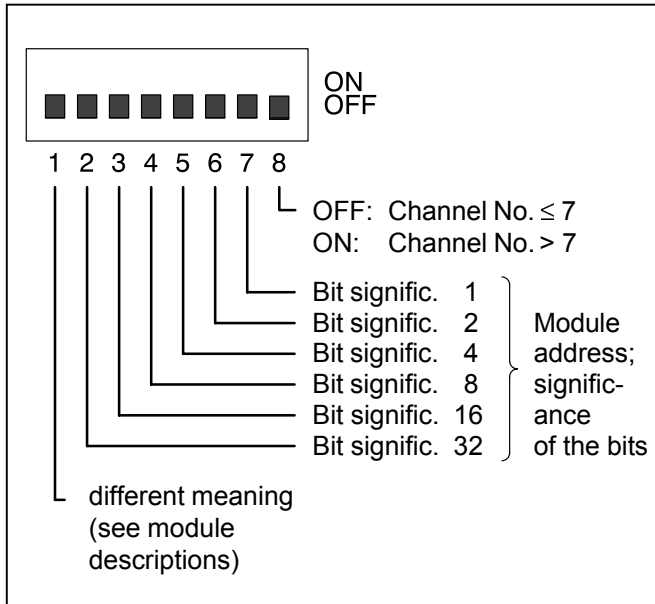 ON
OFF
1 2 3 4 5 6 7 8
OFF: Channel No. ≤ 7
ON: Channel No. > 7
Bit signific. 1
Bit signific. 2 Module
Bit signific. 4 address;
Bit signific. 8 signific-
Bit signific. 16 ance
Bit signific. 32 of the bits
different meaning
(see module
descriptions)